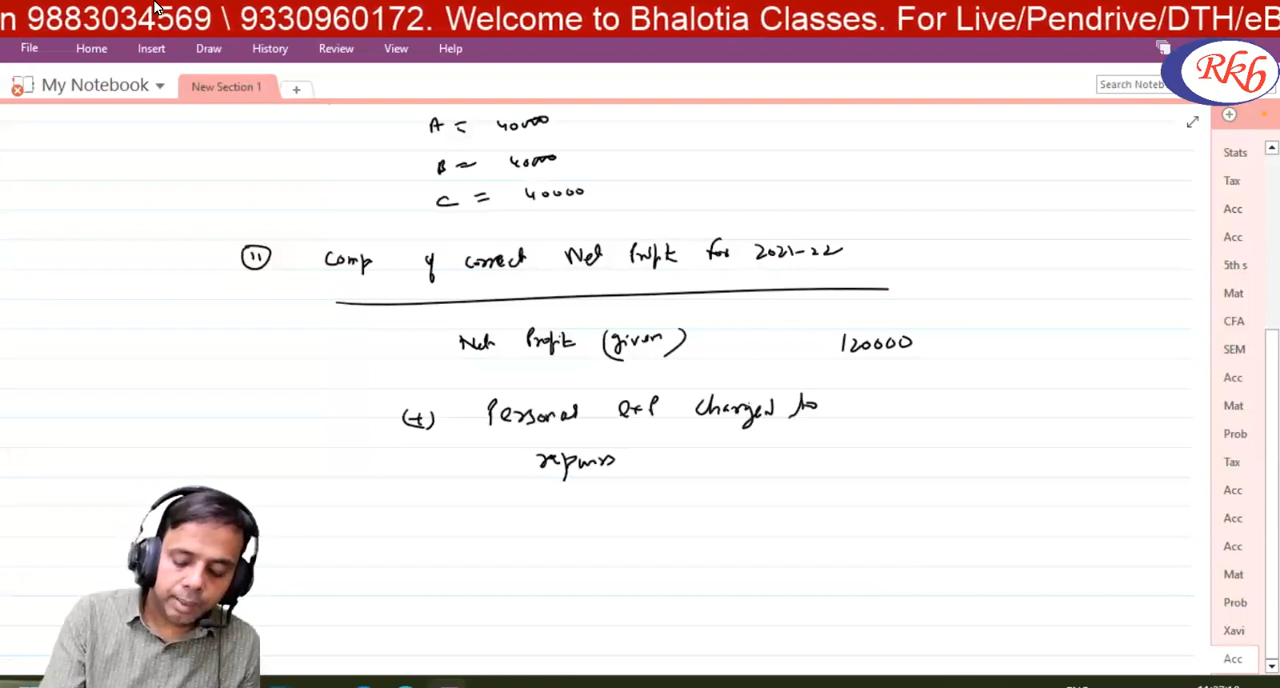 n 9883034569 \ 9330960172. Welcome to Bhalotia Classes. For Live/Pendrive/DTH/eB
File Home Insert Draw History Review View Help
Rkb
My Notebook New Section 1 + Search Noteb
A = 40000
B = 40000
C = 40000
(11) Comp of correct Net Profit for 2021-22
Net Profit (given) 120000
(+) Personal exp charged to
repairs
Stats
Tax
Acc
Acc
5th s
Mat
CFA
SEM
Acc
Mat
Prob
Tax
Acc
Acc
Acc
Mat
Prob
Xavi
Acc